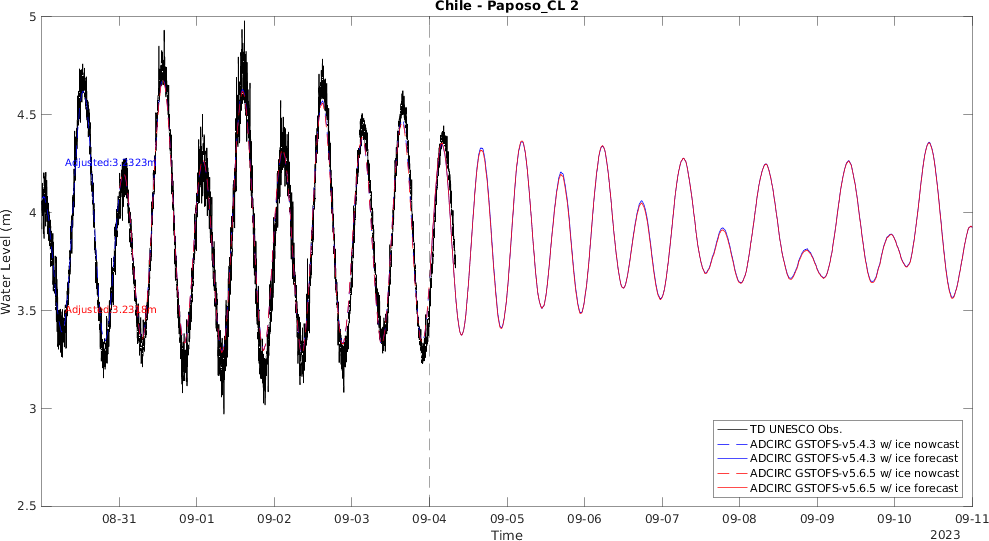 Chile - Paposo_CL 2
5
4.5
4
3.5
3
2.5
Water Level (m)
Adjusted:3.2323m
Adjusted:3.2318m
TD UNESCO Obs.
ADCIRC GSTOFS-v5.4.3 w/ ice nowcast
ADCIRC GSTOFS-v5.4.3 w/ ice forecast
ADCIRC GSTOFS-v5.6.5 w/ ice nowcast
ADCIRC GSTOFS-v5.6.5 w/ ice forecast
08-31 09-01 09-02 09-03 09-04 09-05 09-06 09-07 09-08 09-09 09-10 09-11
Time
2023